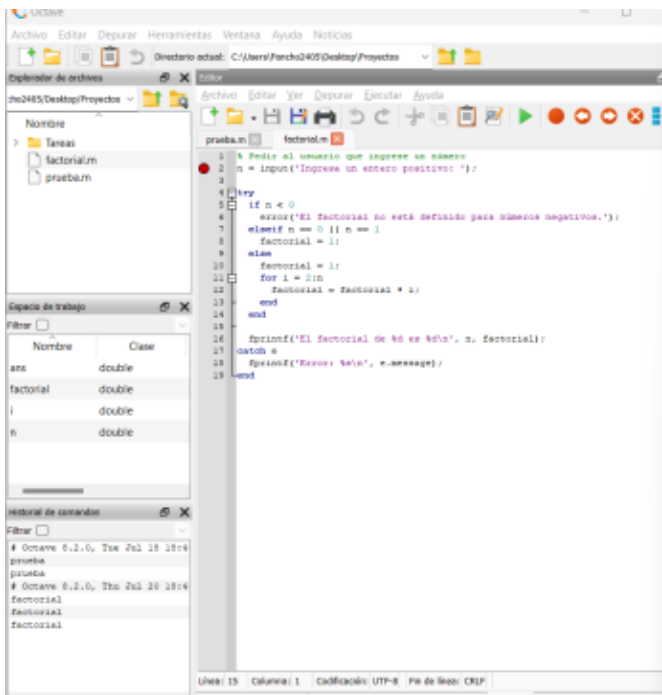 Octave
Archivo Editar Depurar Herramientas Ventana Ayuda Noticias
Directorio actual: C:/Users/Pancho2405/Desktop/Proyectos
Explorador de archivos
Editor
cho2405/Desktop/Proyectos
Archivo Editar Ver Depurar Ejecutar Ayuda
Nombre
Tareas
factorial.m
prueba.m
prueba.m factorial.m
1 % Pedir al usuario que ingrese un número
2 n = input('Ingrese un entero positivo: ');
3
4 try
5 if n < 0
6 error('El factorial no está definido para números negativos.');
7 elseif n == 0 || n == 1
8 factorial = 1;
9 else
10 factorial = 1;
11 for i = 2:n
12 factorial = factorial * i;
13 end
14 end
15
16 fprintf('El factorial de %d es %d\n', n, factorial);
17 catch e
18 fprintf('Error: %s\n', e.message);
19 end
Espacio de trabajo
Filtrar
Nombre Clase
ans double
factorial double
i double
n double
Historial de comandos
Filtrar
# Octave 8.2.0, Tue Jul 18 18:4
prueba
prueba
# Octave 8.2.0, Thu Jul 20 18:4
factorial
factorial
factorial
Línea: 15 Columna: 1 Codificación: UTF-8 Fin de línea: CRLF